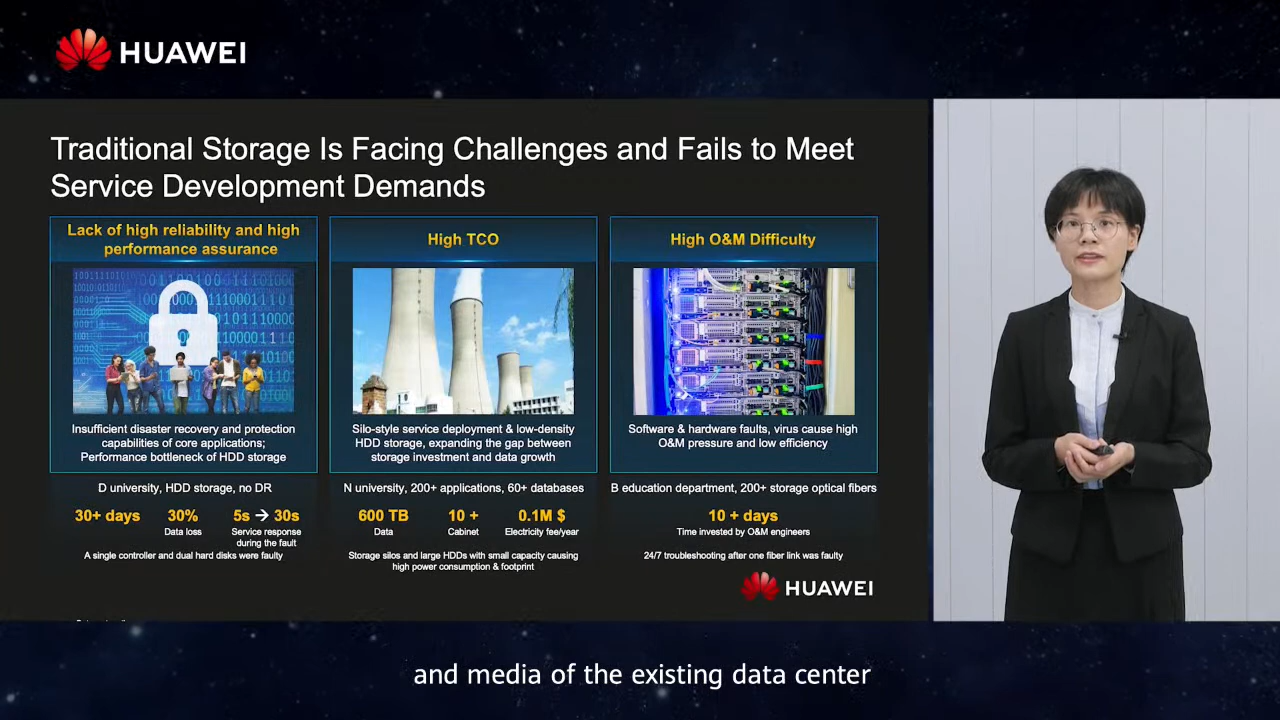 HUAWEI
Traditional Storage Is Facing Challenges and Fails to Meet
Service Development Demands
Lack of high reliability and high
performance assurance
Insufficient disaster recovery and protection
capabilities of core applications;
Performance bottleneck of HDD storage
D university, HDD storage, no DR
30+ days
30%
Data loss
5s → 30s
Service response
during the fault
A single controller and dual hard disks were faulty
High TCO
Silo-style service deployment & low-density
HDD storage, expanding the gap between
storage investment and data growth
N university, 200+ applications, 60+ databases
600 TB
Data
10 +
Cabinet
0.1M $
Electricity fee/year
Storage silos and large HDDs with small capacity causing
high power consumption & footprint
High O&M Difficulty
Software & hardware faults, virus cause high
O&M pressure and low efficiency
B education department, 200+ storage optical fibers
10 + days
Time invested by O&M engineers
24/7 troubleshooting after one fiber link was faulty
HUAWEI
and media of the existing data center